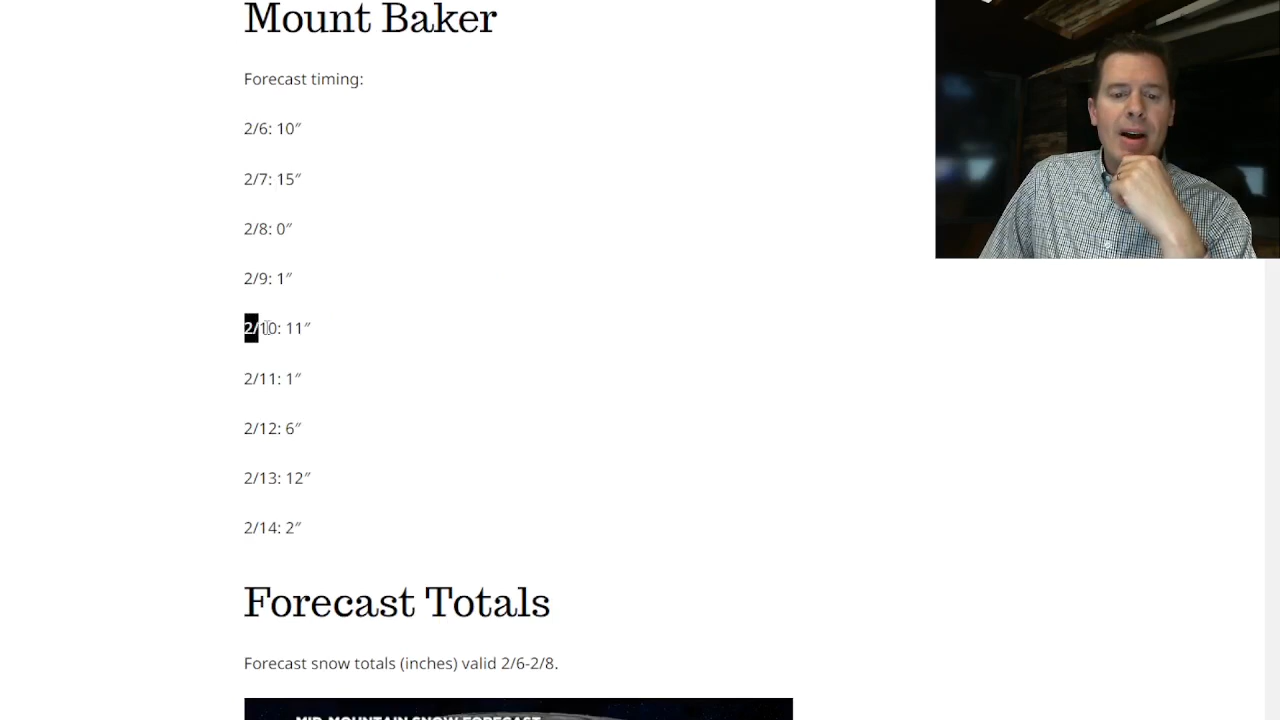 Mount Baker
Forecast timing:
2/6: 10″
2/7: 15″
2/8: 0″
2/9: 1″
2/10: 11″
2/11: 1″
2/12: 6″
2/13: 12″
2/14: 2″
Forecast Totals
Forecast snow totals (inches) valid 2/6-2/8.
MID-MOUNTAIN SNOW FORECAST